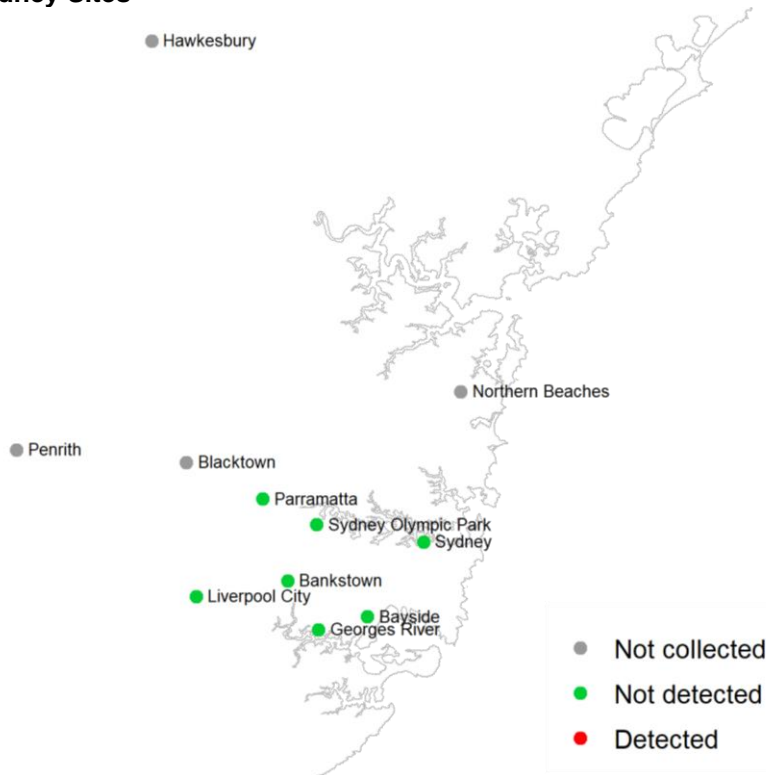 Sites
Hawkesbury
Northern Beaches
Penrith
Blacktown
Parramatta
Sydney Olympic Park
Sydney
Bankstown
Liverpool City
Bayside
Georges River
Not collected
Not detected
Detected